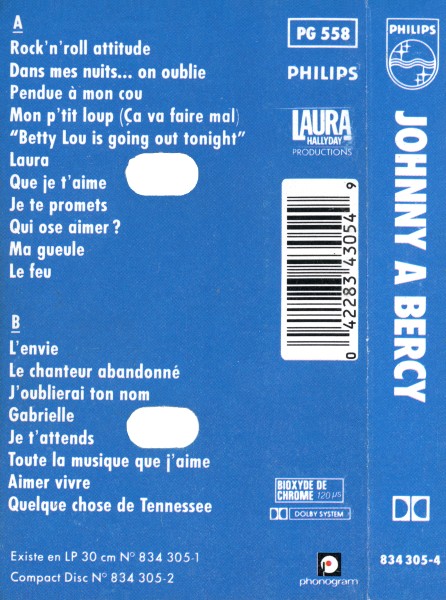 A
Rock'n'roll attitude
Dans mes nuits... on oublie
Pendue à mon cou
Mon p'tit loup (Ça va faire mal)
"Betty Lou is going out tonight"
Laura
Que je t'aime
Je te promets
Qui ose aimer ?
Ma gueule
Le feu
B
L'envie
Le chanteur abandonné
J'oublierai ton nom
Gabrielle
Je t'attends
Toute la musique que j'aime
Aimer vivre
Quelque chose de Tennessee
Existe en LP 30 cm N° 834 305-1
Compact Disc N° 834 305-2
PG 558
PHILIPS
LAURA
HALLYDAY
PRODUCTIONS
0 42283 43054 9
BIOXYDE DE
CHROME 120 µs
DOLBY SYSTEM
phonogram
PHILIPS
JOHNNY A BERCY
834 305-4